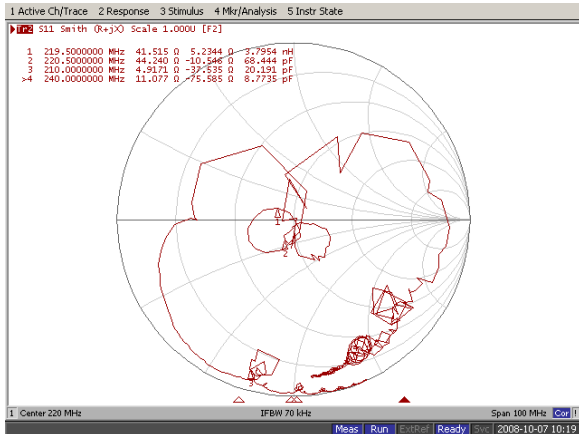 1 Active Ch/Trace 2 Response 3 Stimulus 4 Mkr/Analysis 5 Instr State
Tr2 S11 Smith (R+jX) Scale 1.000U [F2]
1 219.5000000 MHz 41.515 Ω 5.2344 Ω 3.7954 nH
2 220.5000000 MHz 44.240 Ω -10.546 Ω 68.444 pF
3 210.0000000 MHz 4.9171 Ω -37.535 Ω 20.191 pF
>4 240.0000000 MHz 11.077 Ω -75.585 Ω 8.7735 pF
1
2
3
1 Center 220 MHz IFBW 70 kHz Span 100 MHz Cor !
Meas Run ExtRef Ready Svc 2008-10-07 10:19